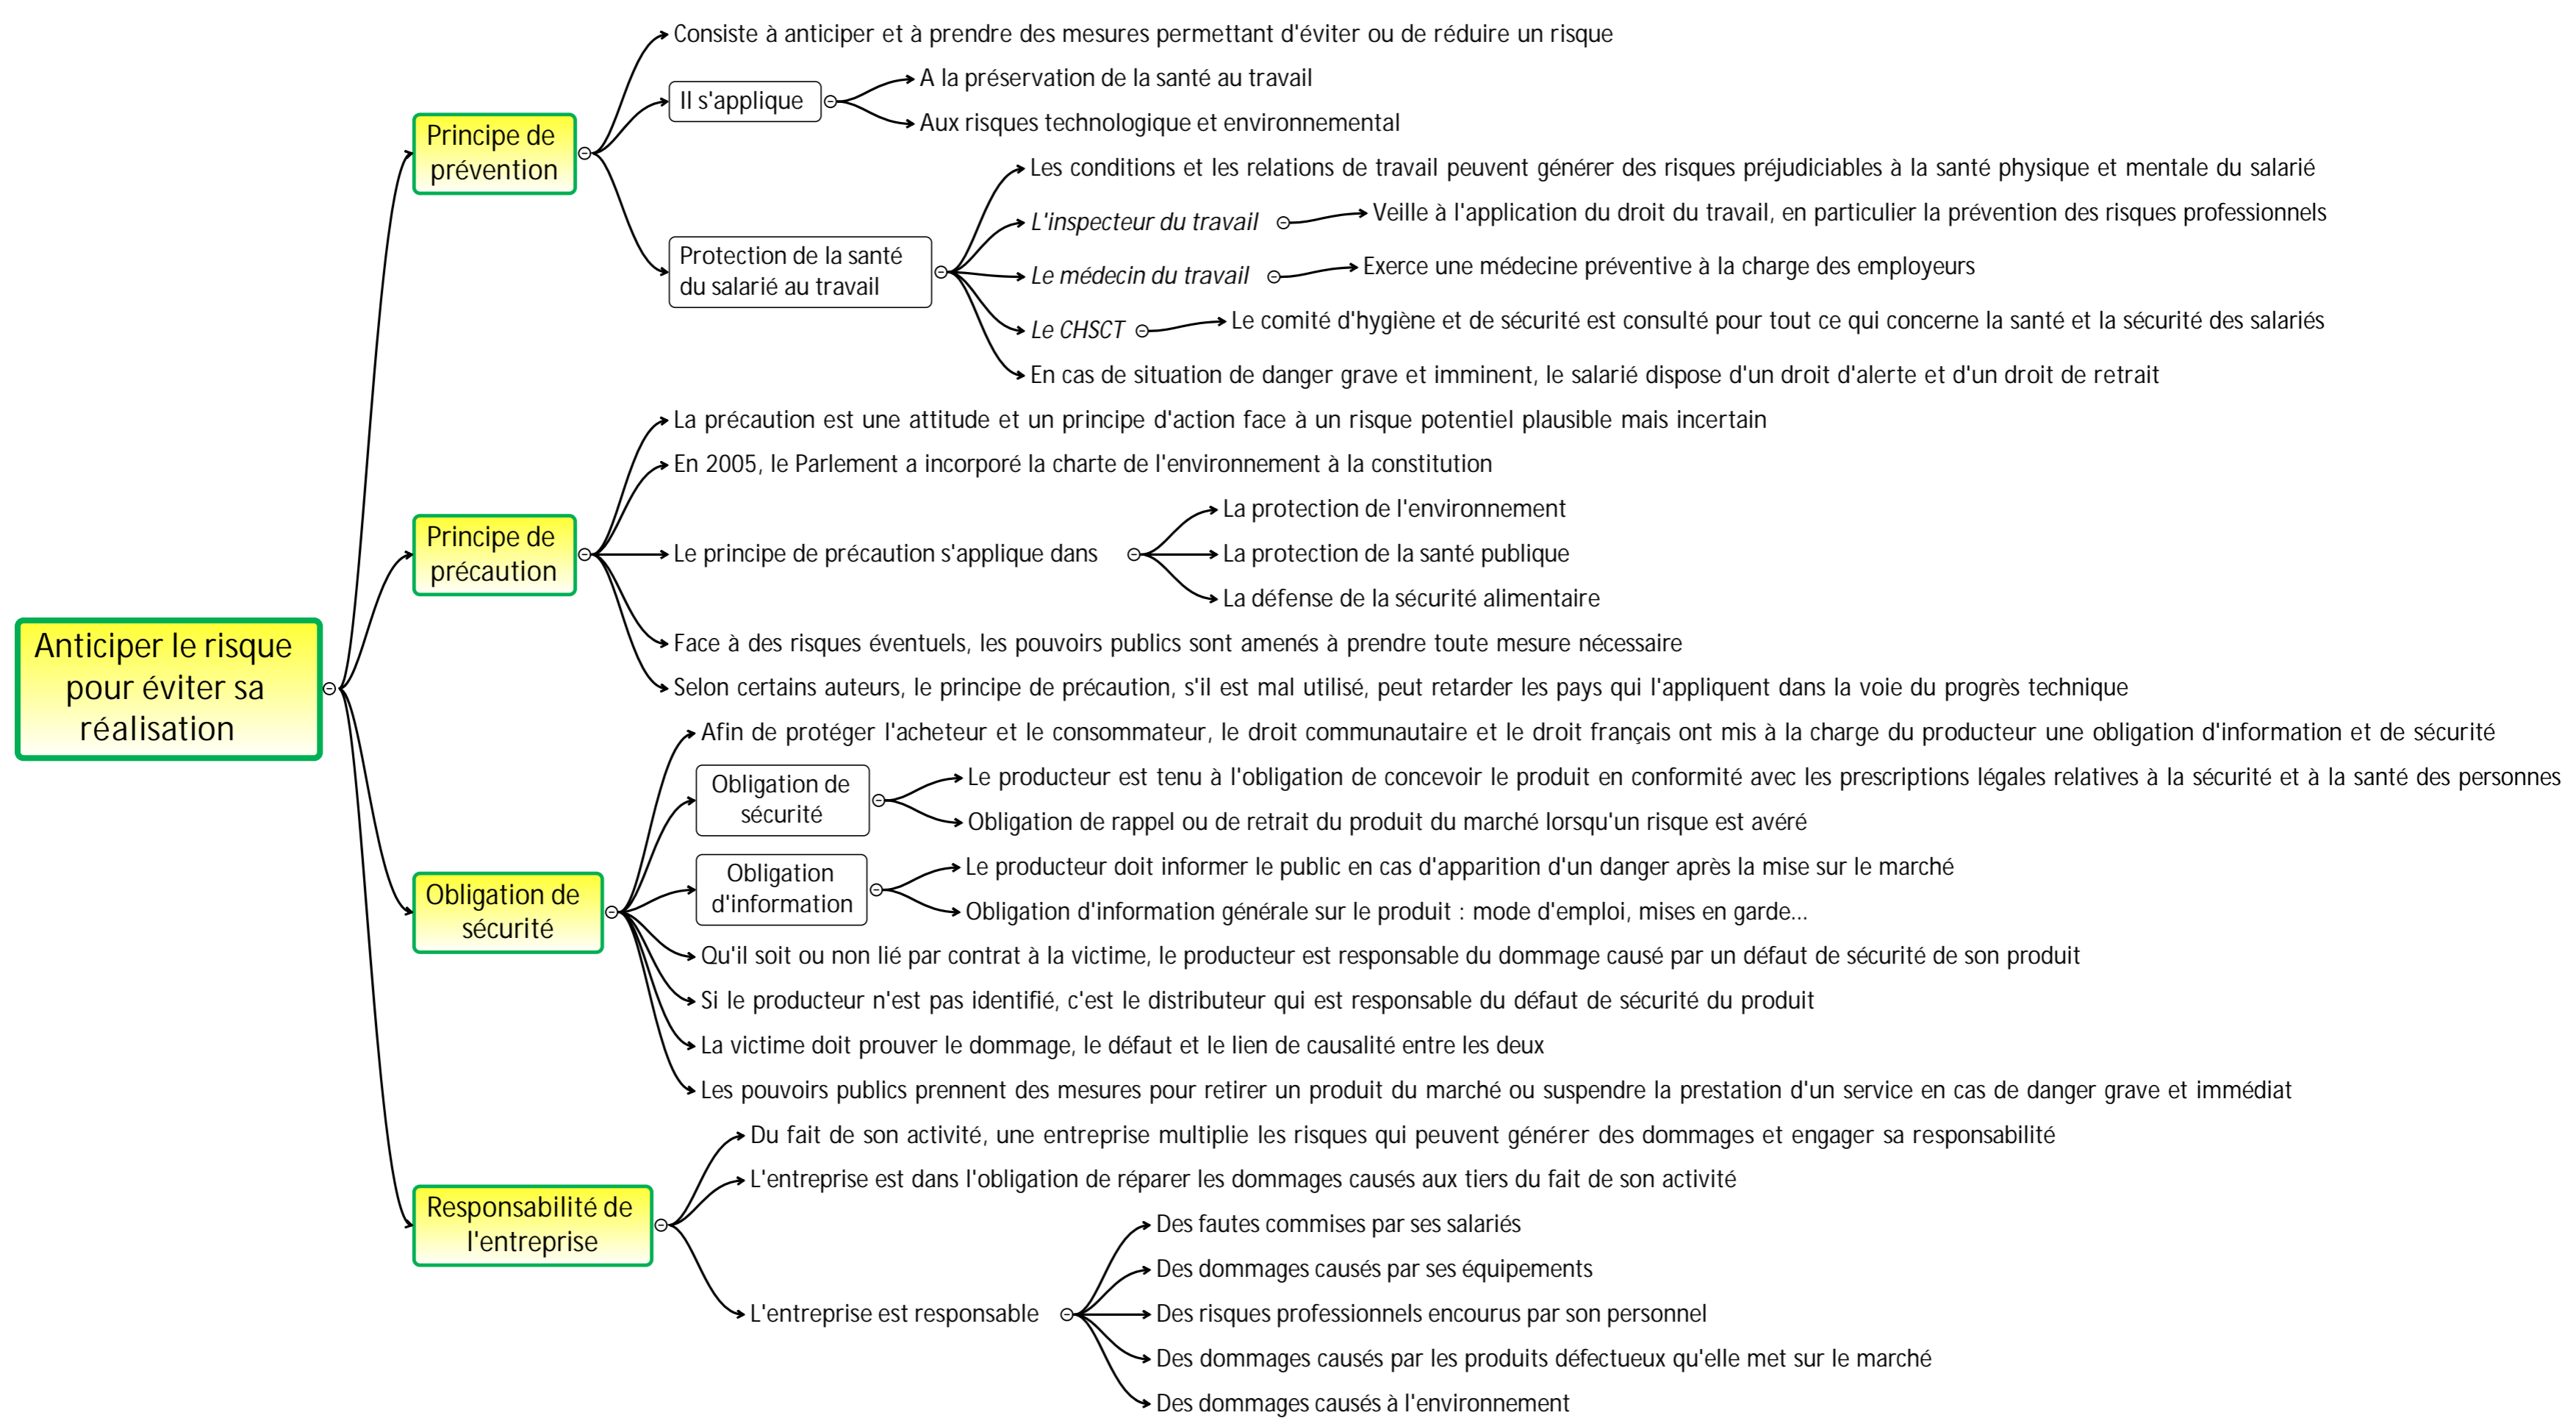 Anticiper le risque
pour éviter sa
réalisation
Principe de
prévention
Consiste à anticiper et à prendre des mesures permettant d'éviter ou de réduire un risque
Il s'applique
A la préservation de la santé au travail
Aux risques technologique et environnemental
Protection de la santé
du salarié au travail
Les conditions et les relations de travail peuvent générer des risques préjudiciables à la santé physique et mentale du salarié
L'inspecteur du travail
Veille à l'application du droit du travail, en particulier la prévention des risques professionnels
Le médecin du travail
Exerce une médecine préventive à la charge des employeurs
Le CHSCT
Le comité d'hygiène et de sécurité est consulté pour tout ce qui concerne la santé et la sécurité des salariés
En cas de situation de danger grave et imminent, le salarié dispose d'un droit d'alerte et d'un droit de retrait
Principe de
précaution
La précaution est une attitude et un principe d'action face à un risque potentiel plausible mais incertain
En 2005, le Parlement a incorporé la charte de l'environnement à la constitution
Le principe de précaution s'applique dans
La protection de l'environnement
La protection de la santé publique
La défense de la sécurité alimentaire
Face à des risques éventuels, les pouvoirs publics sont amenés à prendre toute mesure nécessaire
Selon certains auteurs, le principe de précaution, s'il est mal utilisé, peut retarder les pays qui l'appliquent dans la voie du progrès technique
Obligation de
sécurité
Afin de protéger l'acheteur et le consommateur, le droit communautaire et le droit français ont mis à la charge du producteur une obligation d'information et de sécurité
Obligation de
sécurité
Le producteur est tenu à l'obligation de concevoir le produit en conformité avec les prescriptions légales relatives à la sécurité et à la santé des personnes
Obligation de rappel ou de retrait du produit du marché lorsqu'un risque est avéré
Obligation
d'information
Le producteur doit informer le public en cas d'apparition d'un danger après la mise sur le marché
Obligation d'information générale sur le produit : mode d'emploi, mises en garde...
Qu'il soit ou non lié par contrat à la victime, le producteur est responsable du dommage causé par un défaut de sécurité de son produit
Si le producteur n'est pas identifié, c'est le distributeur qui est responsable du défaut de sécurité du produit
La victime doit prouver le dommage, le défaut et le lien de causalité entre les deux
Les pouvoirs publics prennent des mesures pour retirer un produit du marché ou suspendre la prestation d'un service en cas de danger grave et immédiat
Responsabilité de
l'entreprise
Du fait de son activité, une entreprise multiplie les risques qui peuvent générer des dommages et engager sa responsabilité
L'entreprise est dans l'obligation de réparer les dommages causés aux tiers du fait de son activité
L'entreprise est responsable
Des fautes commises par ses salariés
Des dommages causés par ses équipements
Des risques professionnels encourus par son personnel
Des dommages causés par les produits défectueux qu'elle met sur le marché
Des dommages causés à l'environnement